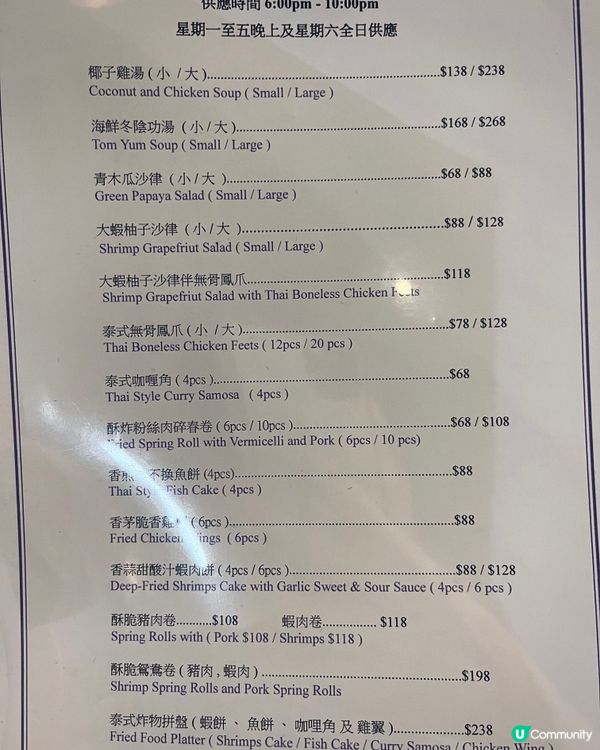 供應時間 6:00pm - 10:00pm
星期一至五晚上及星期六全日供應
椰子雞湯 ( 小 / 大 )..........$138 / $238
Coconut and Chicken Soup ( Small / Large )
海鮮冬陰功湯 ( 小 / 大 )..........$168 / $268
Tom Yum Soup ( Small / Large )
青木瓜沙律 ( 小 / 大 )..........$68 / $88
Green Papaya Salad ( Small / Large )
大蝦柚子沙律 ( 小 / 大 )..........$88 / $128
Shrimp Grapefriut Salad ( Small / Large )
大蝦柚子沙律伴無骨鳳爪..........$118
Shrimp Grapefriut Salad with Thai Boneless Chicken Feets
泰式無骨鳳爪 ( 小 / 大 )..........$78 / $128
Thai Boneless Chicken Feets ( 12pcs / 20 pcs )
泰式咖喱角 ( 4pcs )..........$68
Thai Style Curry Samosa ( 4pcs )
酥炸粉絲肉碎春卷 ( 6pcs / 10pcs )..........$68 / $108
Fried Spring Roll with Vermicelli and Pork ( 6pcs / 10 pcs)
香煎 不換魚餅 (4pcs)..........$88
Thai Style Fish Cake ( 4pcs )
香茅脆香雞 ( 6pcs )..........$88
Fried Chicken Wings ( 6pcs )
香蒜甜酸汁蝦肉餅 ( 4pcs / 6pcs )..........$88 / $128
Deep-Fried Shrimps Cake with Garlic Sweet & Sour Sauce ( 4pcs / 6 pcs )
酥脆豬肉卷...........$108 蝦肉卷................ $118
Spring Rolls with ( Pork $108 / Shrimps $118 )
酥脆鴛鴦卷 ( 豬肉 , 蝦肉 )..........$198
Shrimp Spring Rolls and Pork Spring Rolls
泰式炸物拼盤 ( 蝦餅 、 魚餅 、 咖哩角 及 雞翼 )..........$238
Fried Food Platter ( Shrimps Cake / Fish Cake / Curry Samosa / Chicken Wing )
U Community